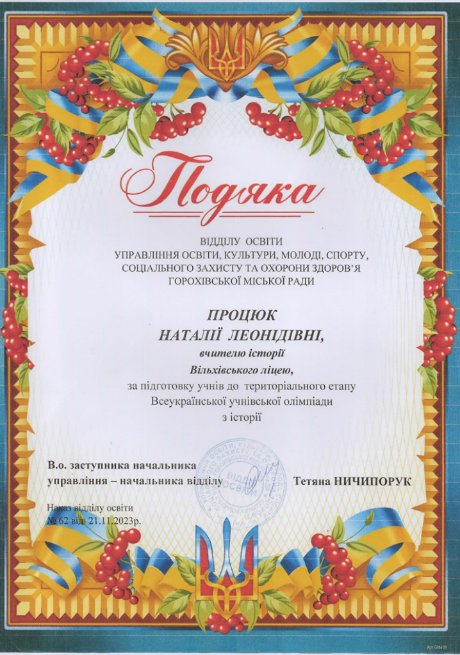 Подяка
ВІДДІЛУ ОСВІТИ
УПРАВЛІННЯ ОСВІТИ, КУЛЬТУРИ, МОЛОДІ, СПОРТУ,
СОЦІАЛЬНОГО ЗАХИСТУ ТА ОХОРОНИ ЗДОРОВ'Я
ГОРОХІВСЬКОЇ МІСЬКОЇ РАДИ
ПРОЦЮК
НАТАЛІЇ ЛЕОНІДІВНІ,
вчителю історії
Вільхівського ліцею,
за підготовку учнів до територіального етапу
Всеукраїнської учнівської олімпіади
з історії
В.о. заступника начальника
управління – начальника відділу
Тетяна НИЧИПОРУК
Наказ відділу освіти
№ 62 від 21.11.2023р.